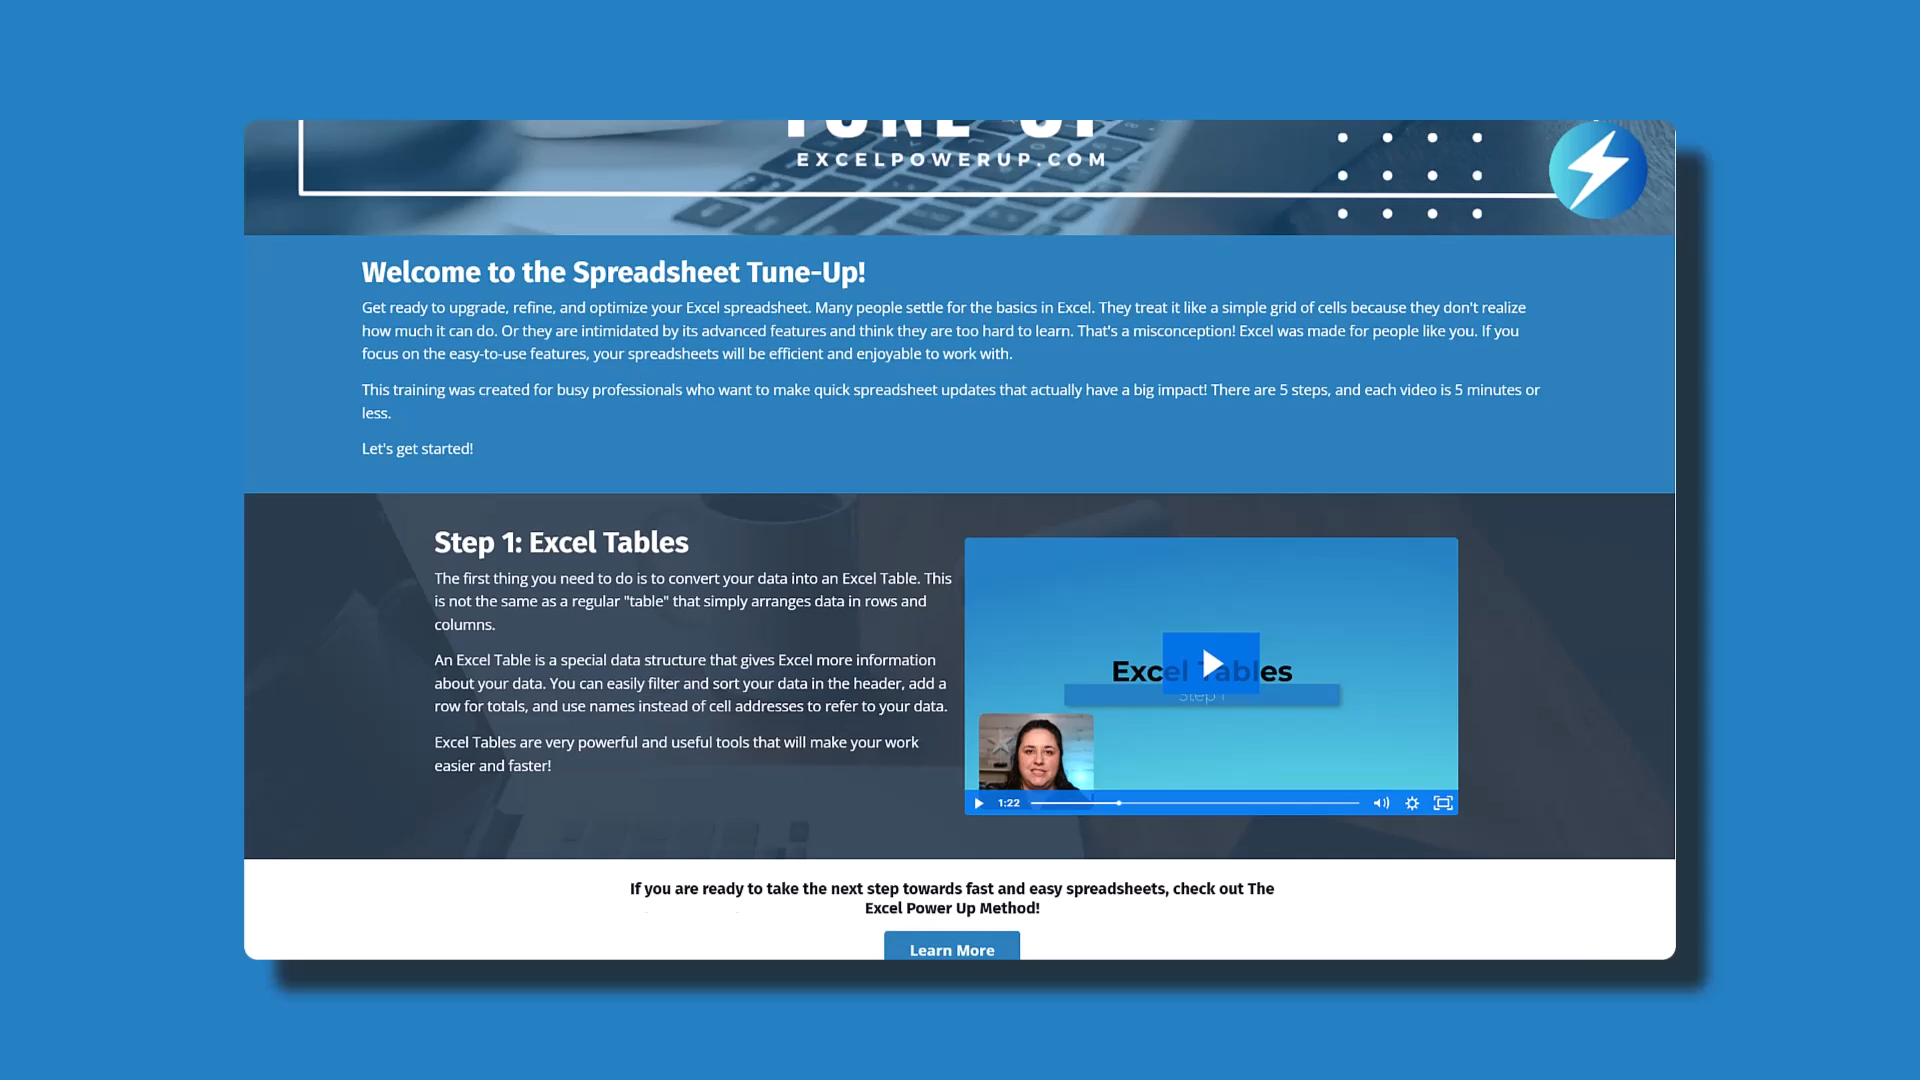 TUNE-UP
EXCELPOWERUP.COM
Welcome to the Spreadsheet Tune-Up!
Get ready to upgrade, refine, and optimize your Excel spreadsheet. Many people settle for the basics in Excel. They treat it like a simple grid of cells because they don't realize
how much it can do. Or they are intimidated by its advanced features and think they are too hard to learn. That's a misconception! Excel was made for people like you. If you
focus on the easy-to-use features, your spreadsheets will be efficient and enjoyable to work with.
This training was created for busy professionals who want to make quick spreadsheet updates that actually have a big impact! There are 5 steps, and each video is 5 minutes or
less.
Let's get started!
Step 1: Excel Tables
The first thing you need to do is to convert your data into an Excel Table. This
is not the same as a regular "table" that simply arranges data in rows and
columns.
An Excel Table is a special data structure that gives Excel more information
about your data. You can easily filter and sort your data in the header, add a
row for totals, and use names instead of cell addresses to refer to your data.
Excel Tables are very powerful and useful tools that will make your work
easier and faster!
Excel Tables
Step 1
1:22
If you are ready to take the next step towards fast and easy spreadsheets, check out The
Excel Power Up Method!
Learn More